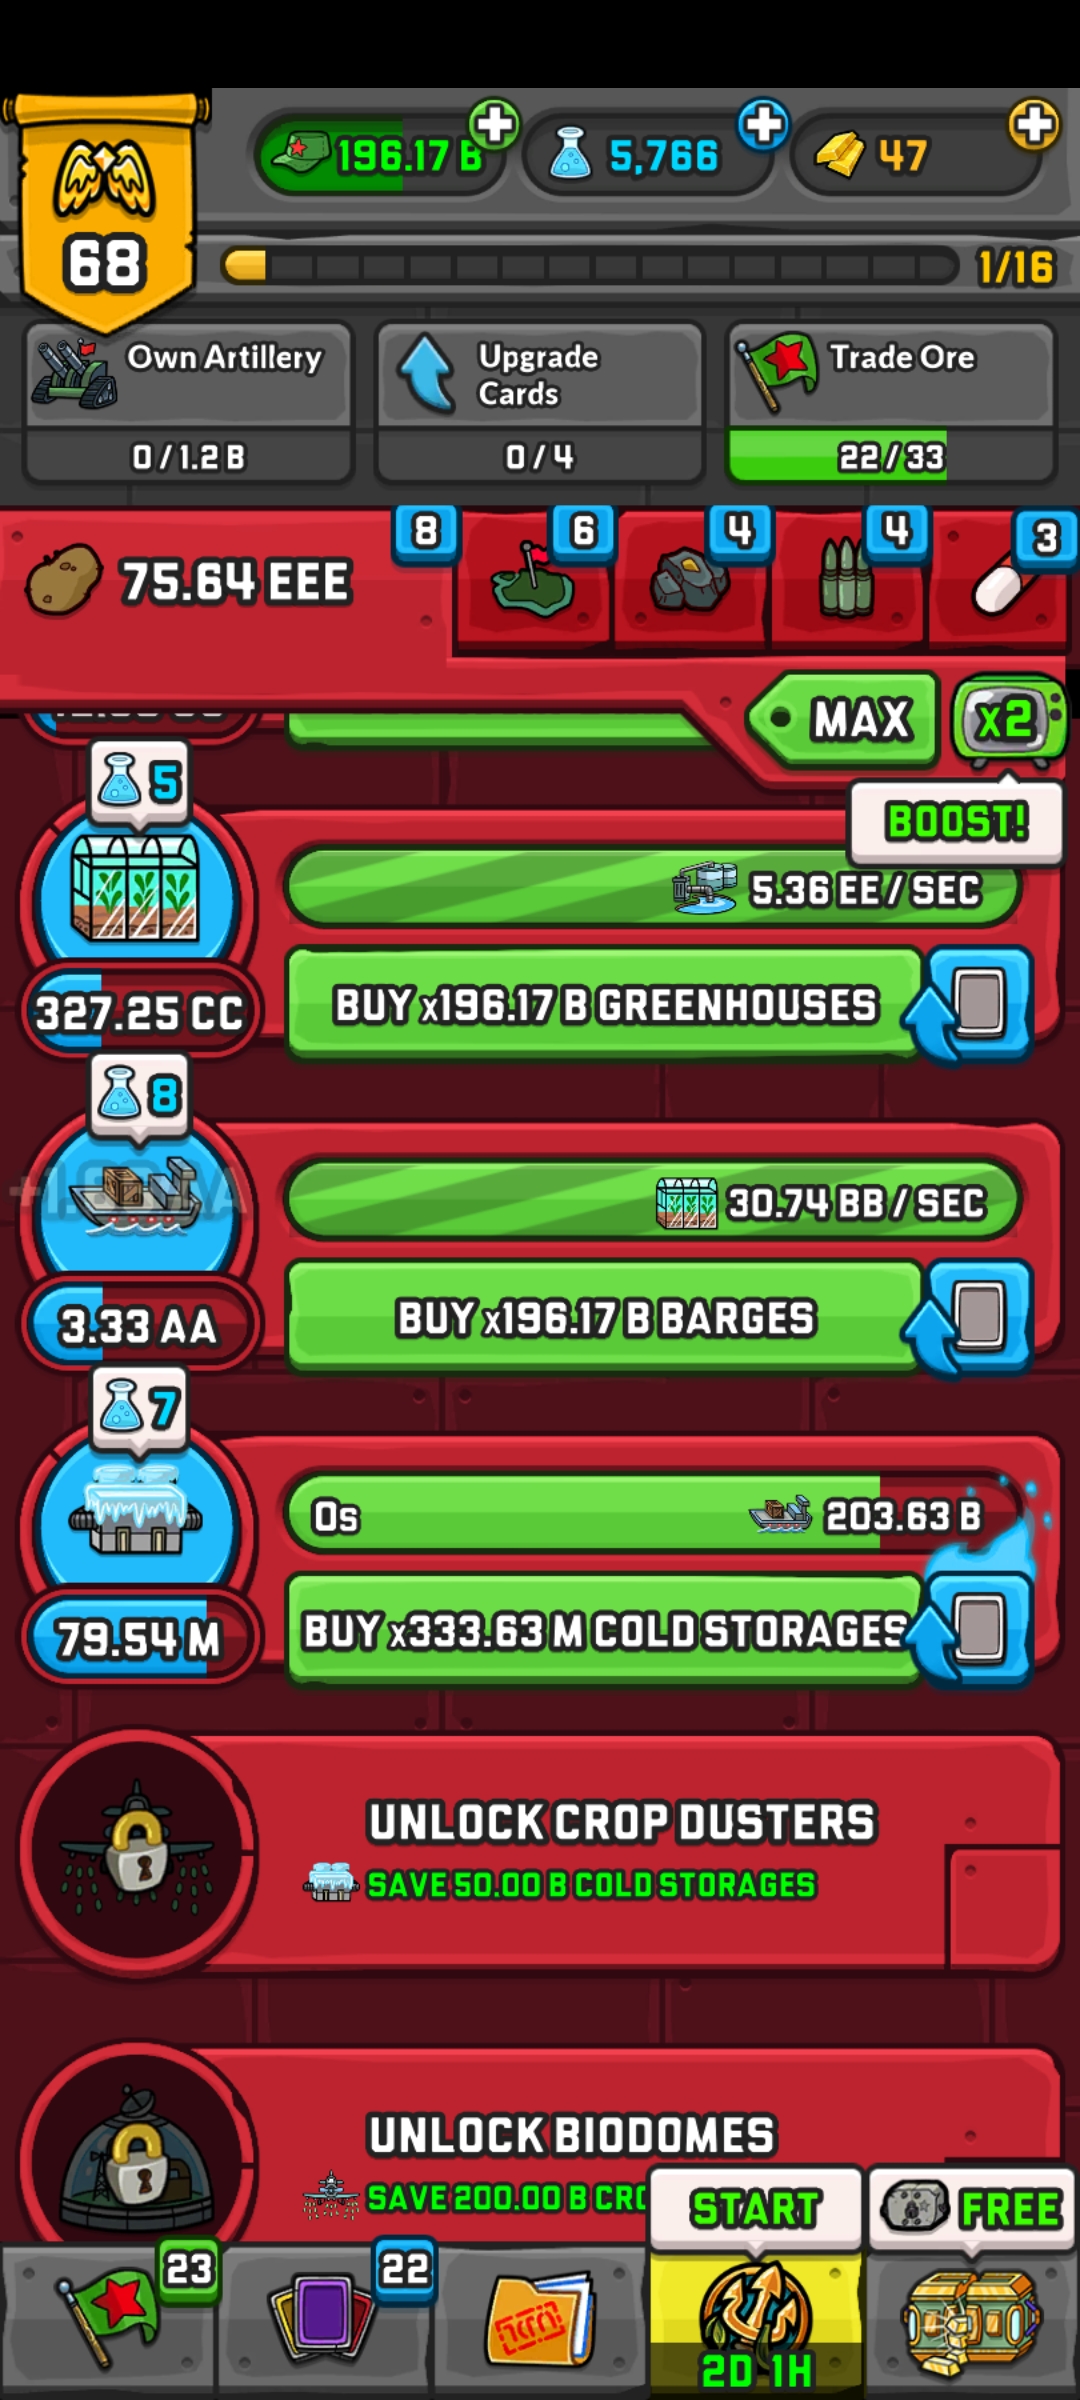 196.17 B
5,766
47
68
1/16
Own Artillery
0 / 1.2 B
Upgrade
Cards
0 / 4
Trade Ore
22 / 33
75.64 EEE
8
6
4
4
3
MAX
x2
BOOST!
5
5.36 EE / SEC
327.25 CC
BUY x196.17 B GREENHOUSES
8
30.74 BB / SEC
3.33 AA
BUY x196.17 B BARGES
7
0s
203.63 B
79.54 M
BUY x333.63 M COLD STORAGES
UNLOCK CROP DUSTERS
SAVE 50.00 B COLD STORAGES
UNLOCK BIODOMES
SAVE 200.00 B CRO
START
FREE
23
22
2D 1H